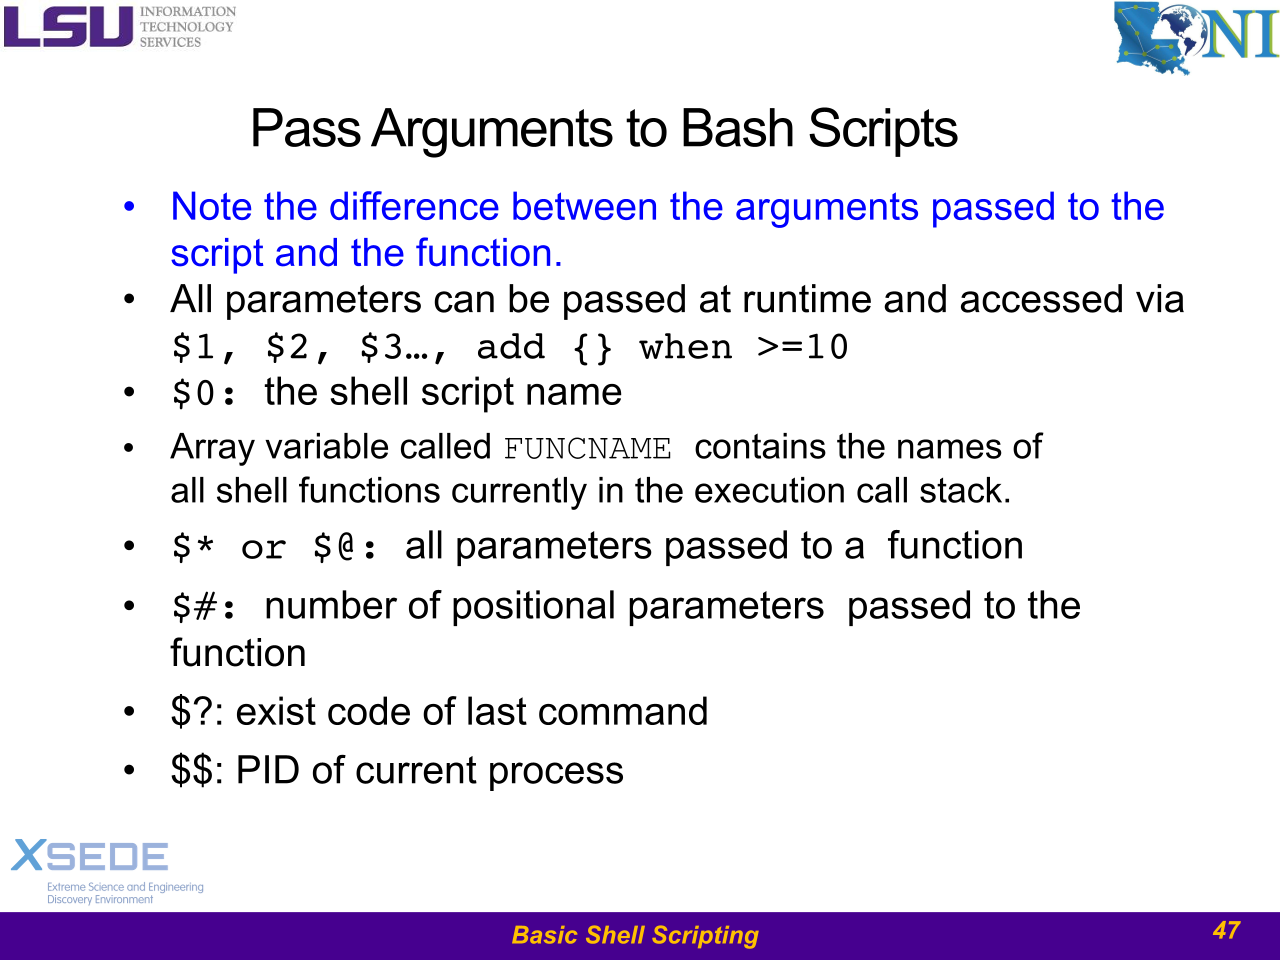 LSU INFORMATION
TECHNOLOGY
SERVICES
LONI
Pass Arguments to Bash Scripts
• Note the difference between the arguments passed to the
script and the function.
• All parameters can be passed at runtime and accessed via
$1, $2, $3…, add {} when >=10
• $0: the shell script name
• Array variable called FUNCNAME contains the names of
all shell functions currently in the execution call stack.
• $* or $@: all parameters passed to a function
• $#: number of positional parameters passed to the
function
• $?: exist code of last command
• $$: PID of current process
XSEDE
Extreme Science and Engineering
Discovery Environment
Basic Shell Scripting
47